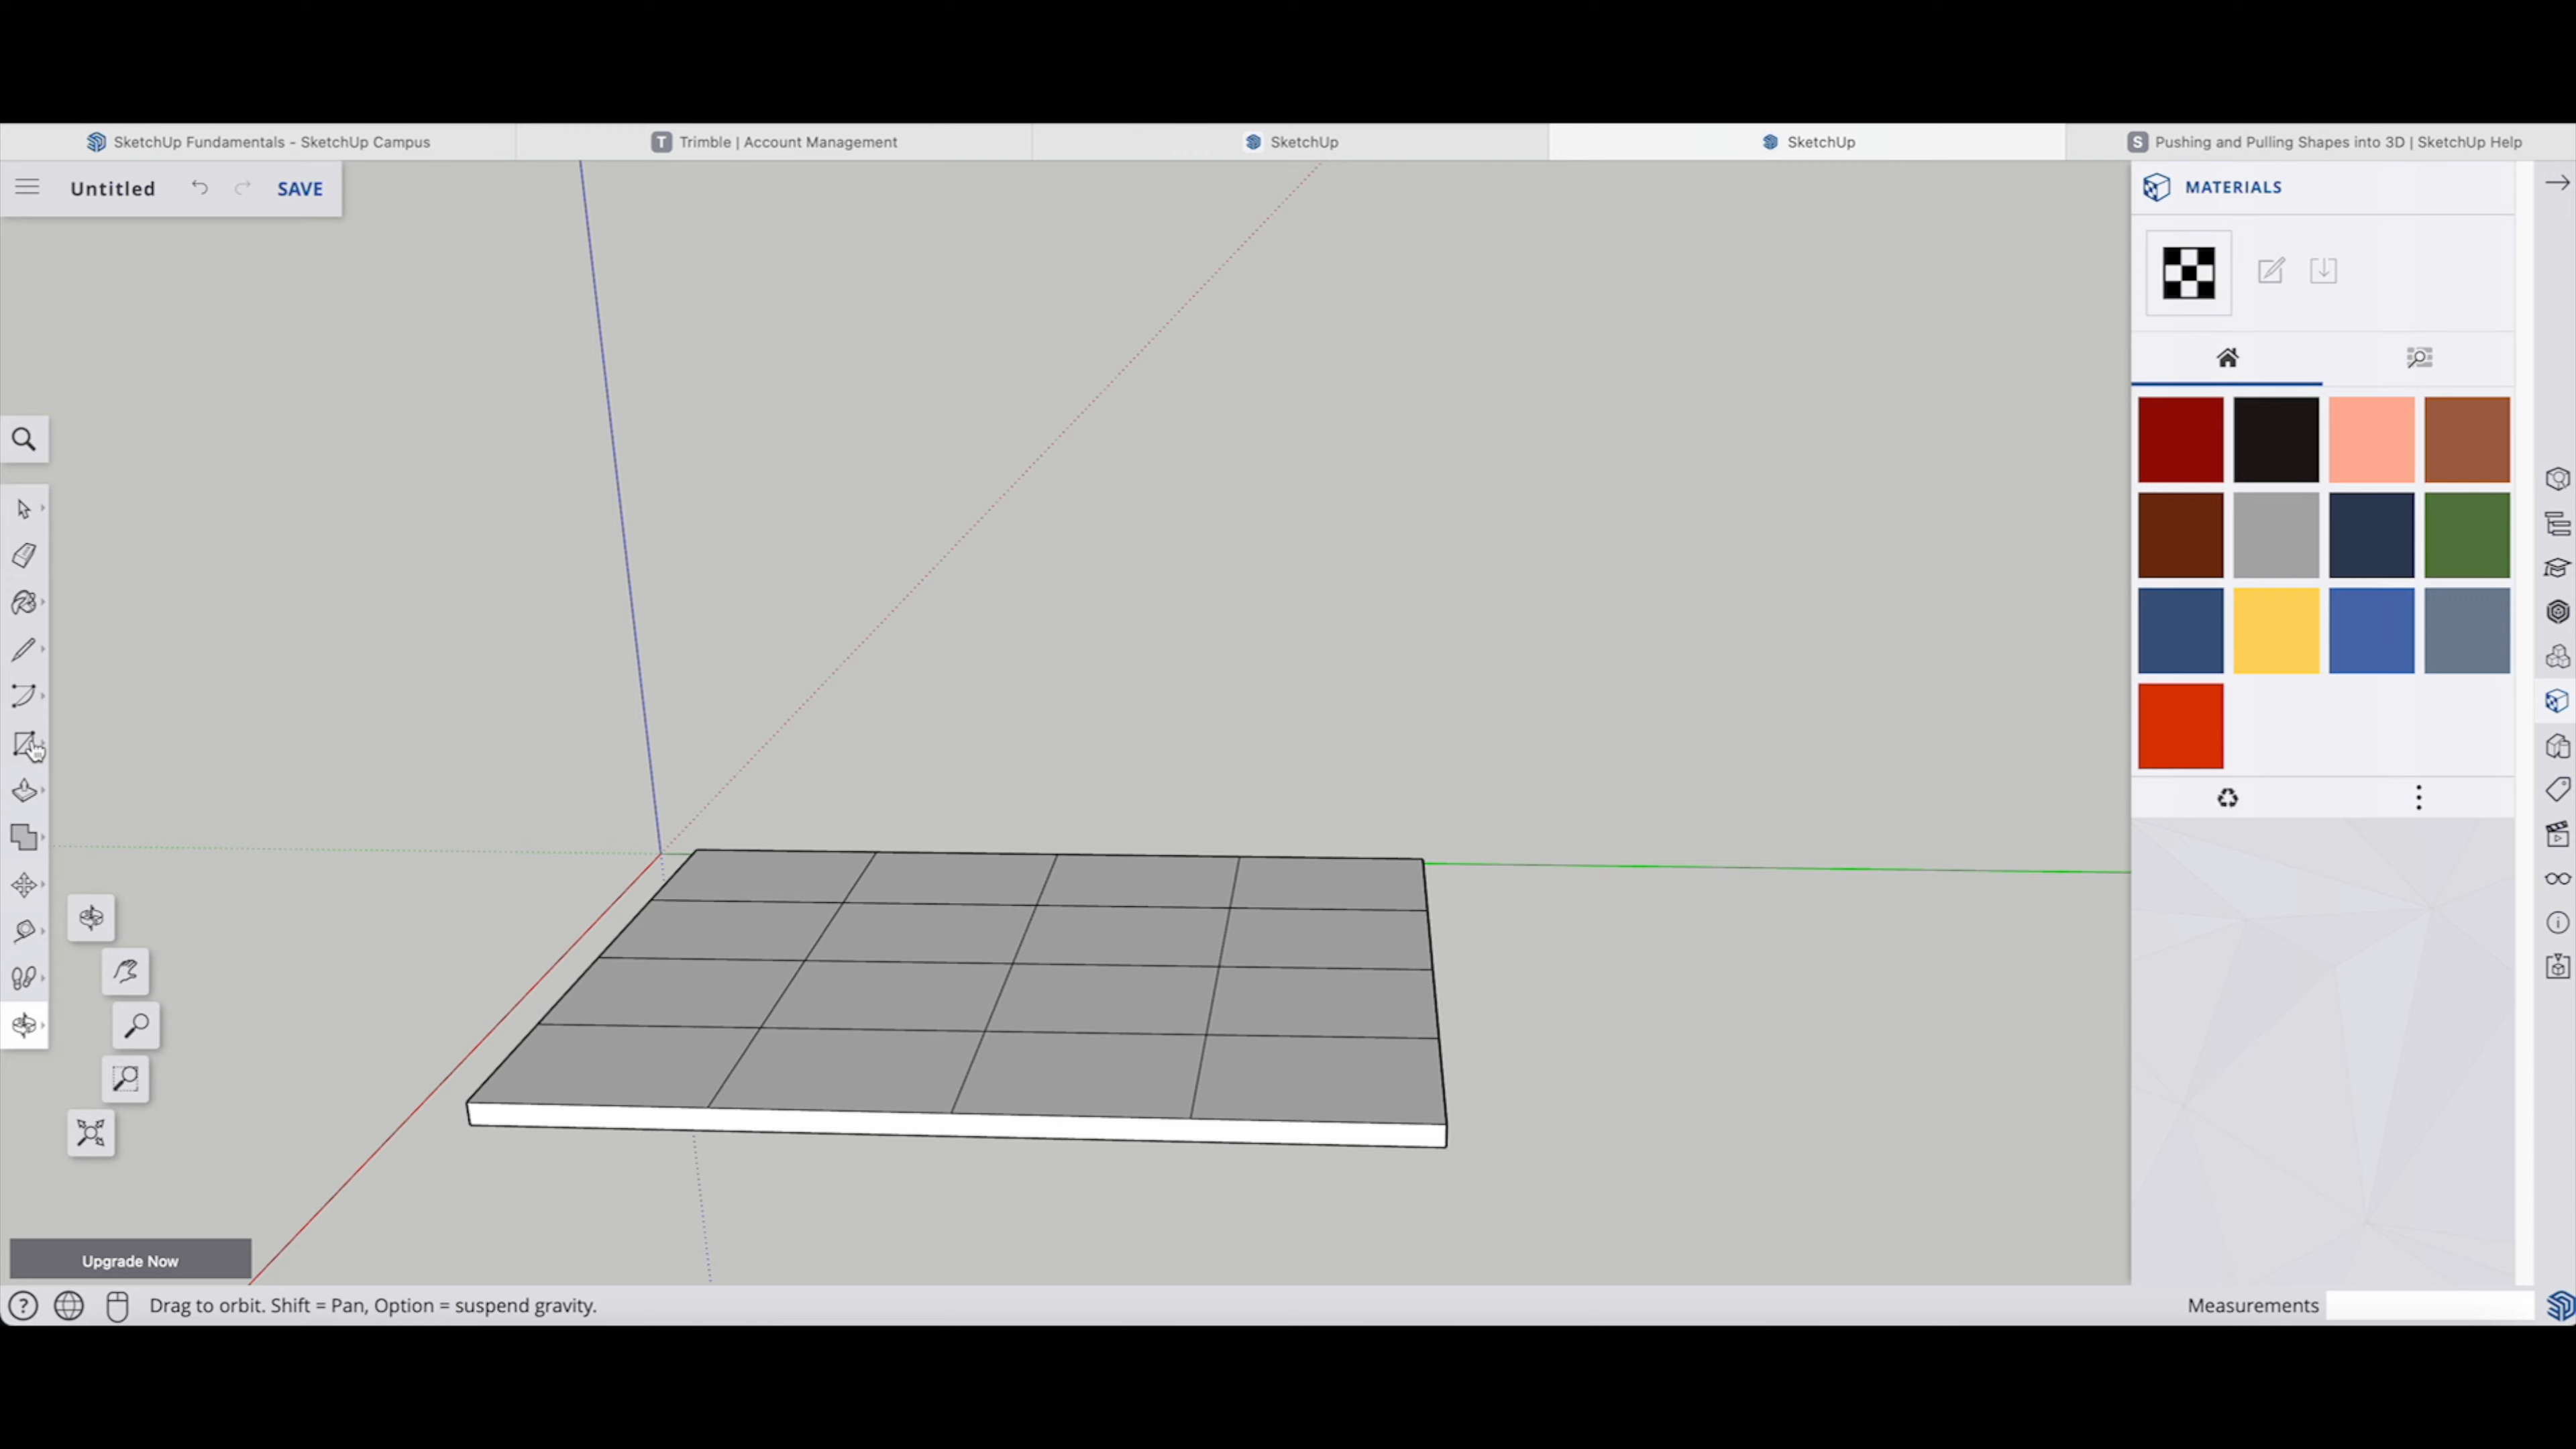 SketchUp Fundamentals - SketchUp Campus
T Trimble | Account Management
SketchUp
SketchUp
S Pushing and Pulling Shapes into 3D | SketchUp Help
Untitled
SAVE
MATERIALS
Upgrade Now
? Drag to orbit. Shift = Pan, Option = suspend gravity.
Measurements